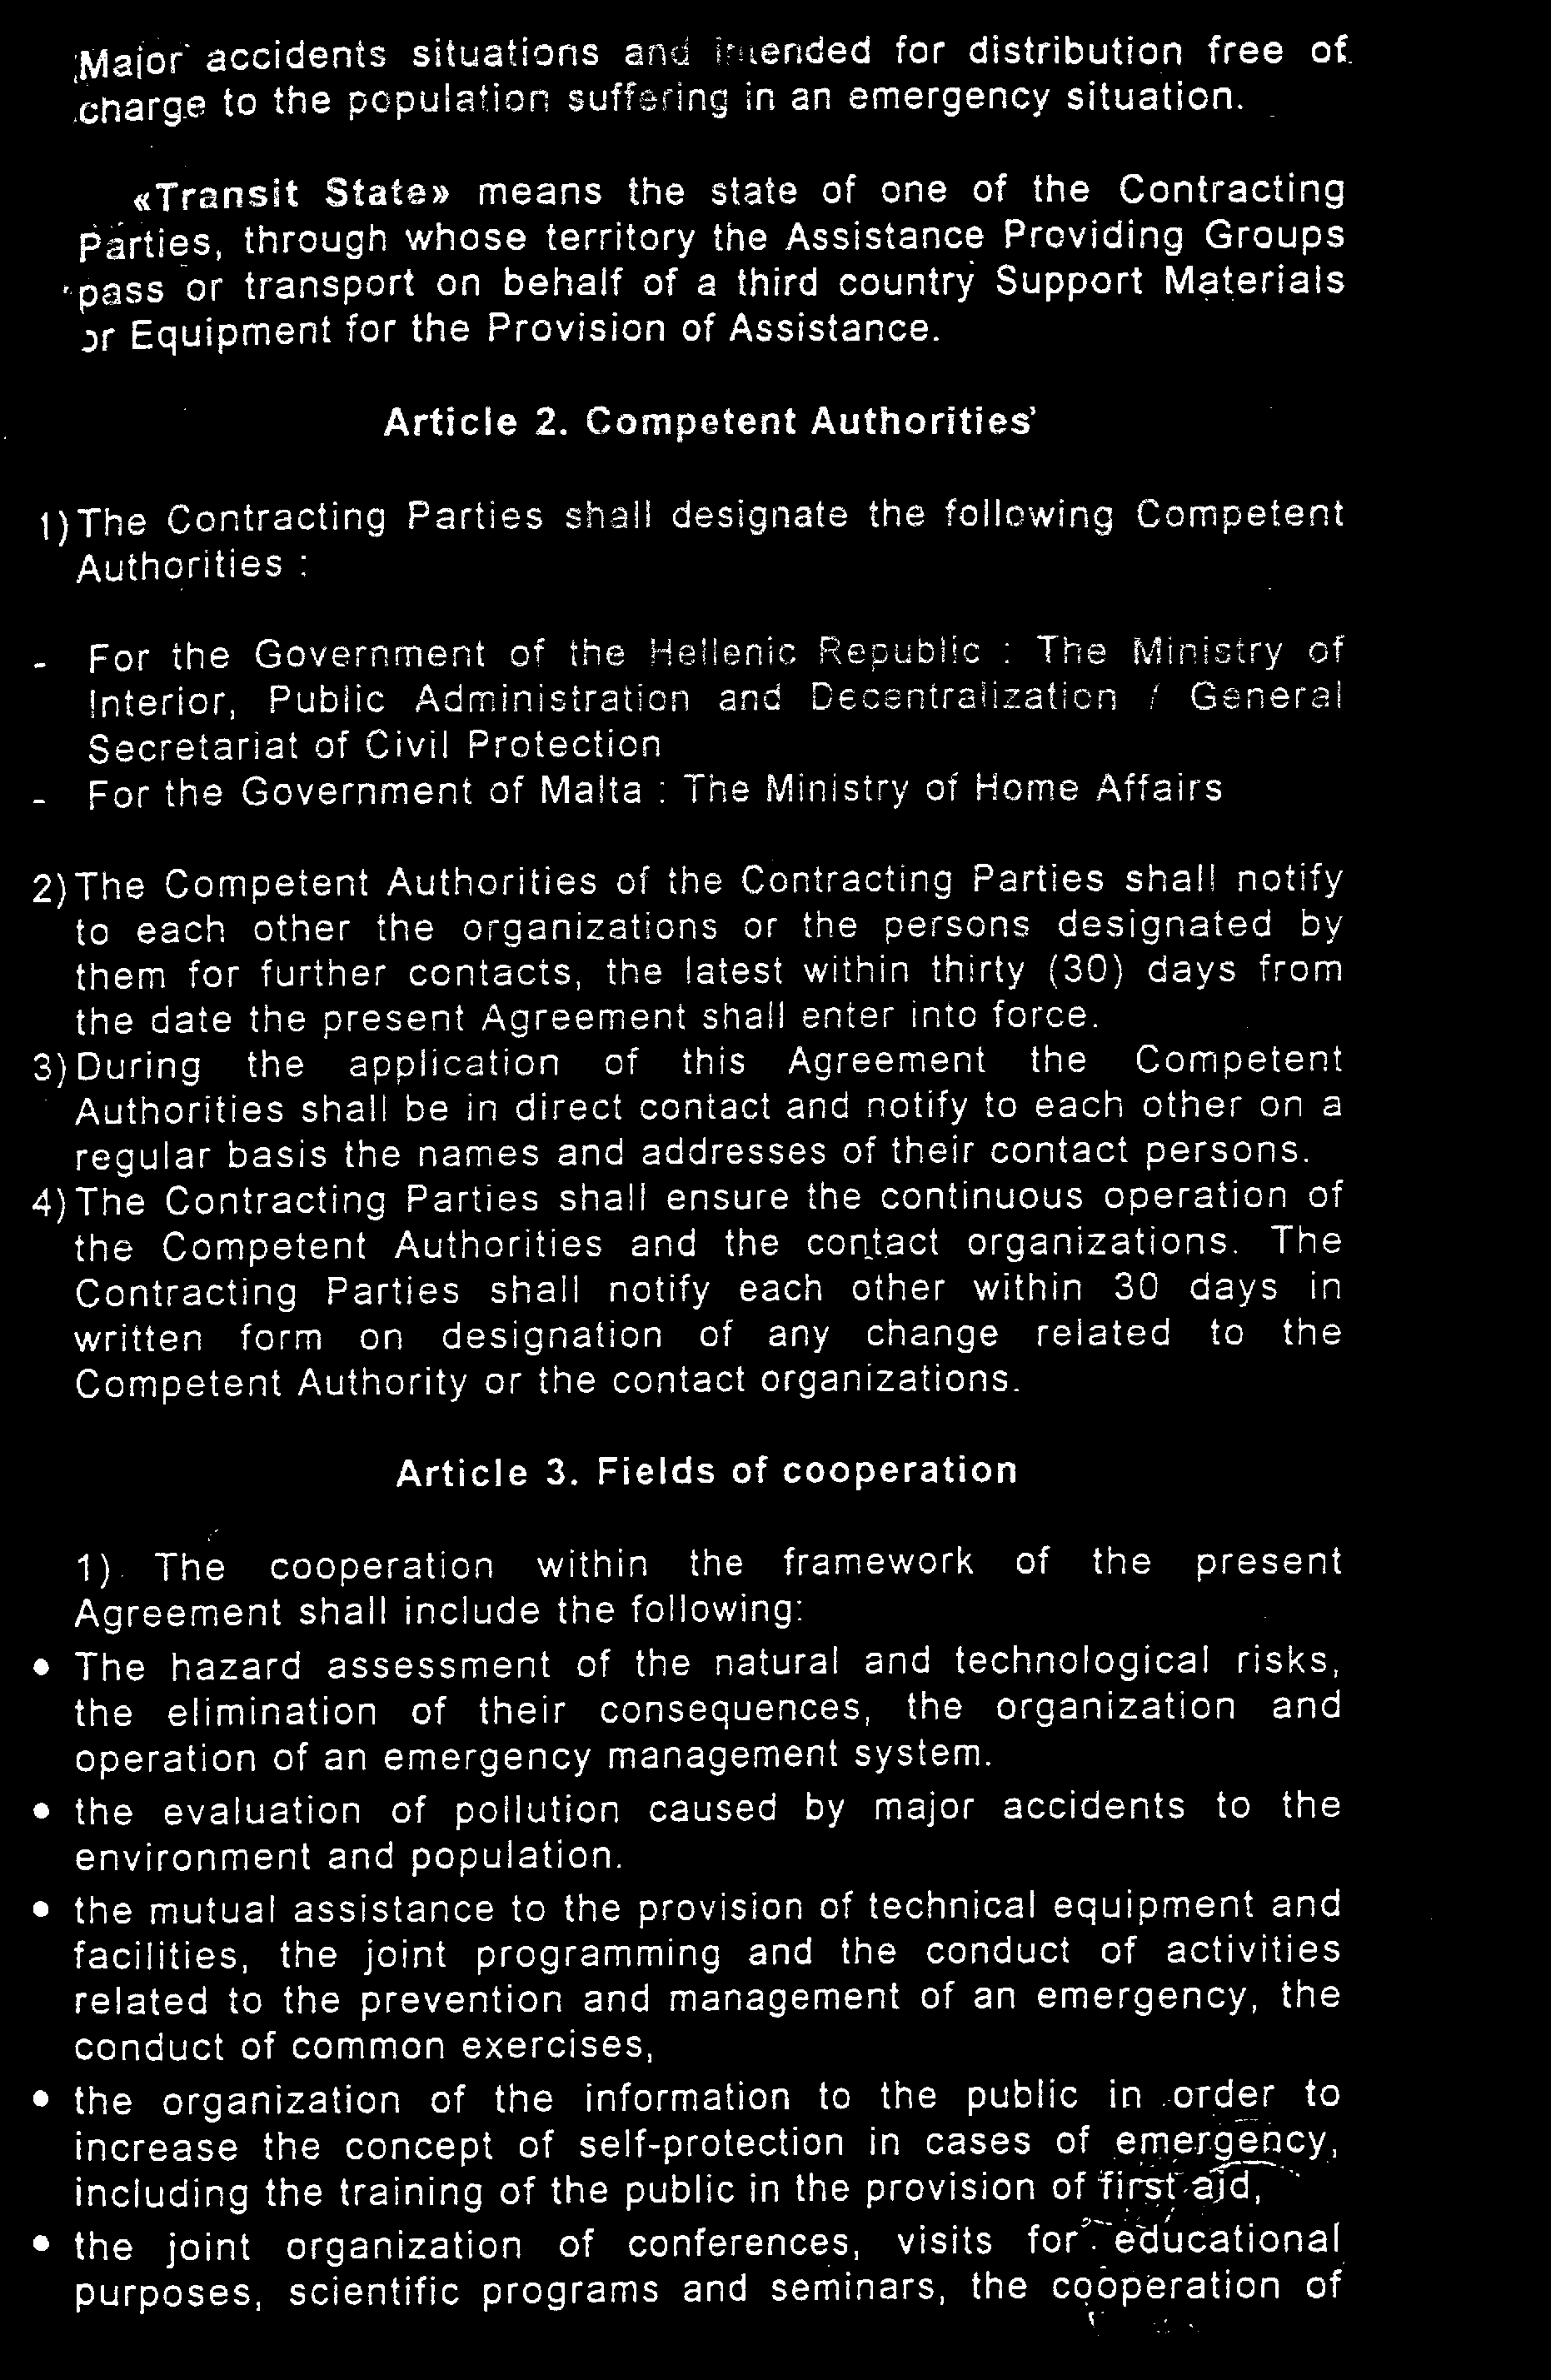 Major accidents situations and intended for distribution free of
charge to the population suffering in an emergency situation.
«Transit State» means the state of one of the Contracting
Parties, through whose territory the Assistance Providing Groups
pass or transport on behalf of a third country Support Materials
or Equipment for the Provision of Assistance.
Article 2. Competent Authorities
1) The Contracting Parties shall designate the following Competent
Authorities :
- For the Government of the Hellenic Republic : The Ministry of
Interior, Public Administration and Decentralization / General
Secretariat of Civil Protection
- For the Government of Malta : The Ministry of Home Affairs
2) The Competent Authorities of the Contracting Parties shall notify
to each other the organizations or the persons designated by
them for further contacts, the latest within thirty (30) days from
the date the present Agreement shall enter into force.
3) During the application of this Agreement the Competent
Authorities shall be in direct contact and notify to each other on a
regular basis the names and addresses of their contact persons.
4) The Contracting Parties shall ensure the continuous operation of
the Competent Authorities and the contact organizations. The
Contracting Parties shall notify each other within 30 days in
written form on designation of any change related to the
Competent Authority or the contact organizations.
Article 3. Fields of cooperation
1). The cooperation within the framework of the present
Agreement shall include the following:
• The hazard assessment of the natural and technological risks,
the elimination of their consequences, the organization and
operation of an emergency management system.
• the evaluation of pollution caused by major accidents to the
environment and population.
• the mutual assistance to the provision of technical equipment and
facilities, the joint programming and the conduct of activities
related to the prevention and management of an emergency, the
conduct of common exercises,
• the organization of the information to the public in order to
increase the concept of self-protection in cases of emergency,
including the training of the public in the provision of first aid,
• the joint organization of conferences, visits for educational
purposes, scientific programs and seminars, the cooperation of